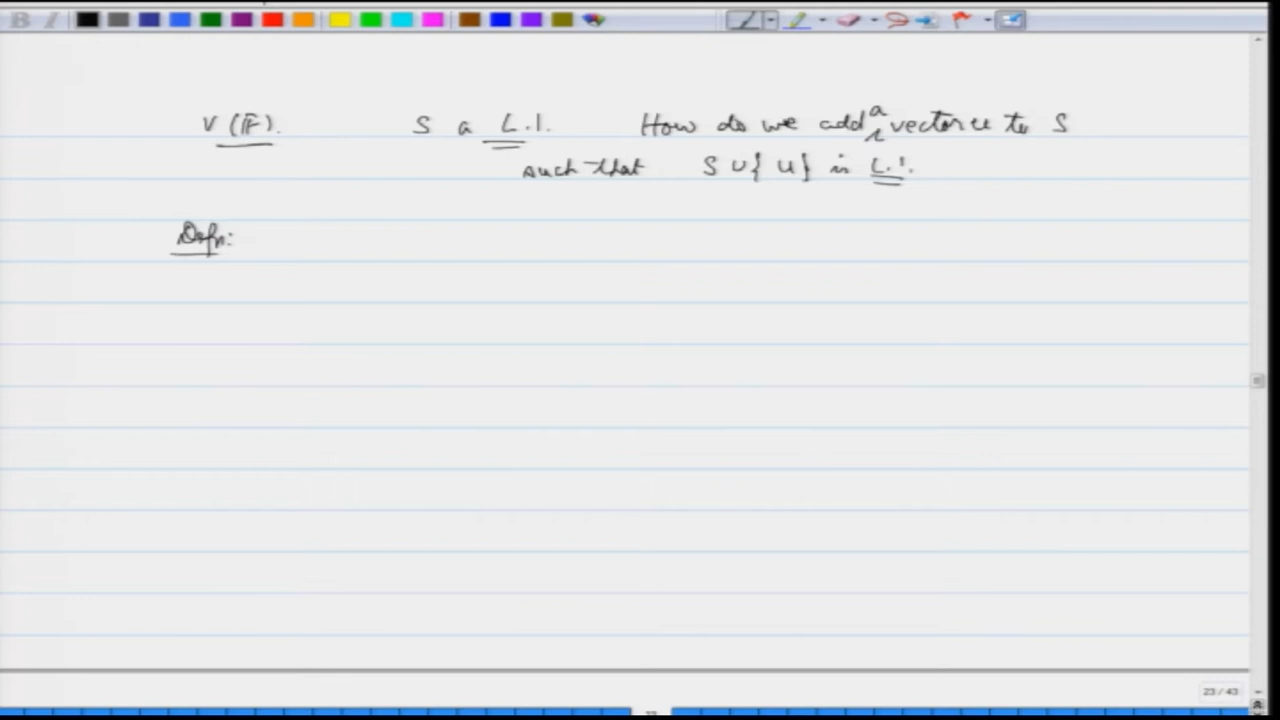 B I
V (F). S a L.I. How do we add a vector u to S
such that S ∪ { u } is L.I.
Defn:
23 / 43